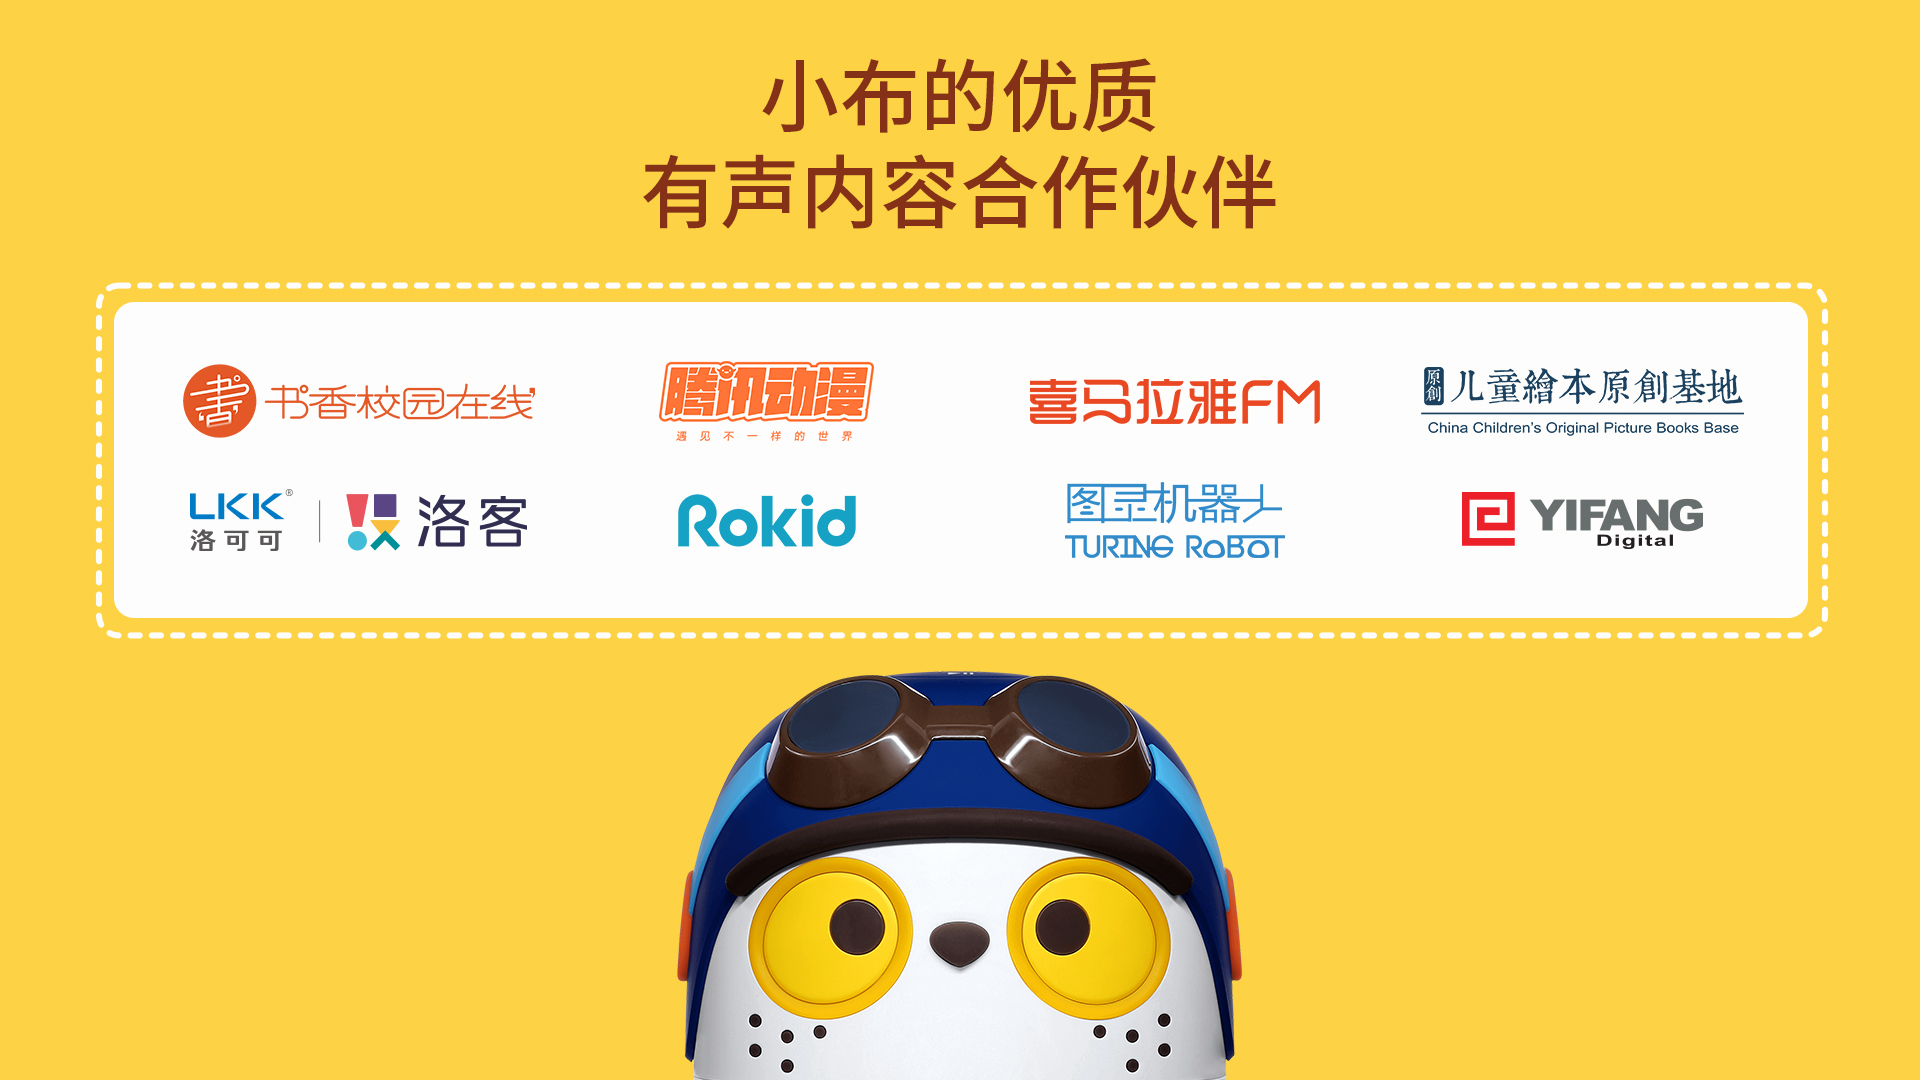 小布的优质
有声内容合作伙伴
書 书香校园在线
腾讯动漫
遇见不一样的世界
喜马拉雅FM
原創 儿童繪本原創基地
China Children's Original Picture Books Base
LKK®
洛可可
洛客
Rokid
图灵机器人
TURING ROBOT
YIFANG
Digital